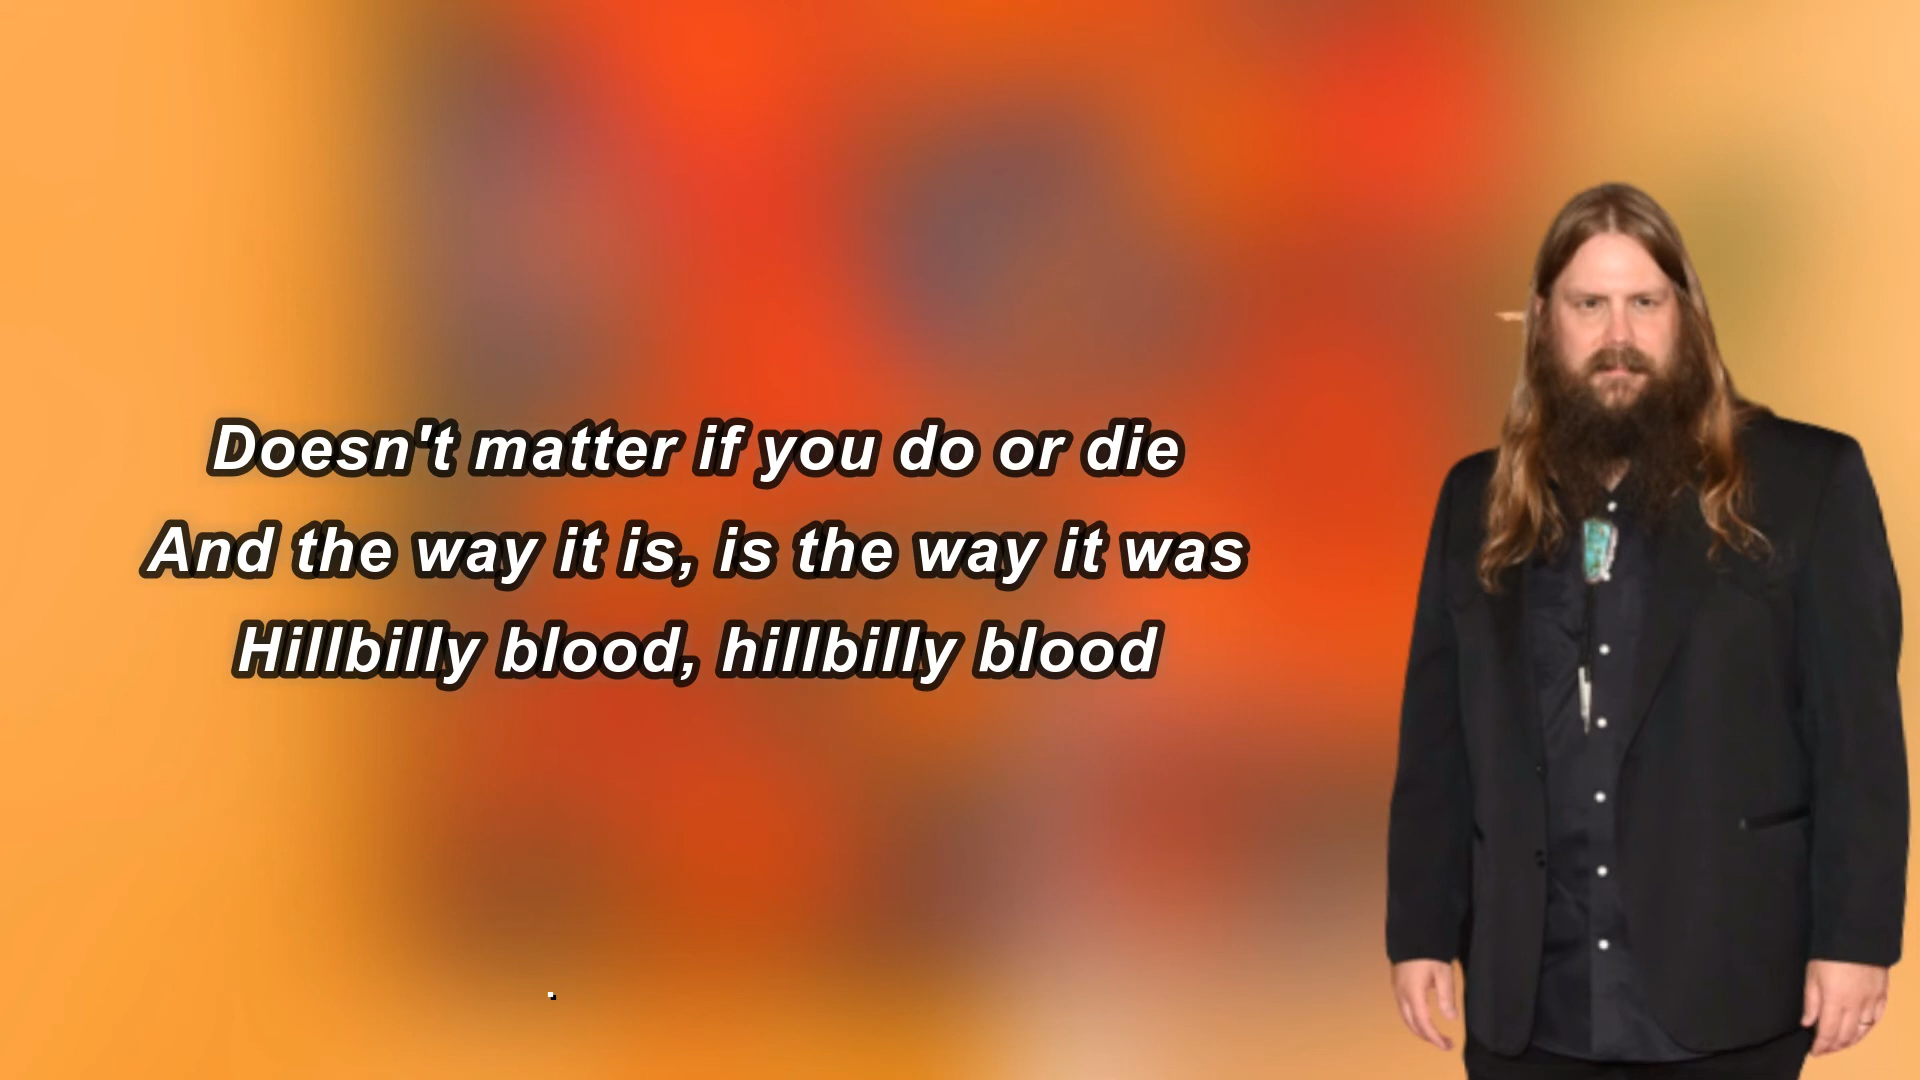 Doesn't matter if you do or die
And the way it is, is the way it was
Hillbilly blood, hillbilly blood